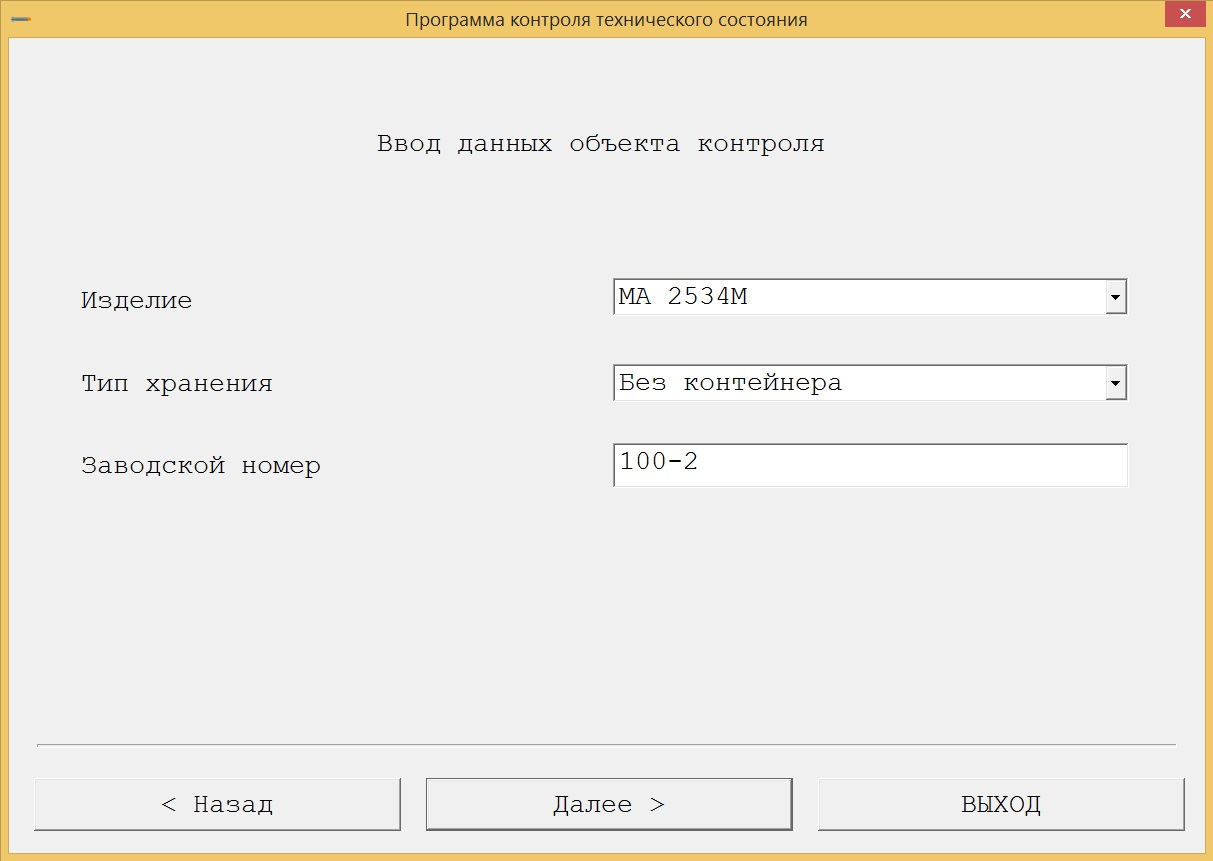 Программа контроля технического состояния
Ввод данных объекта контроля
Изделие
МА 2534М
Тип хранения
Без контейнера
Заводской номер
100-2
< Назад
Далее >
ВЫХОД